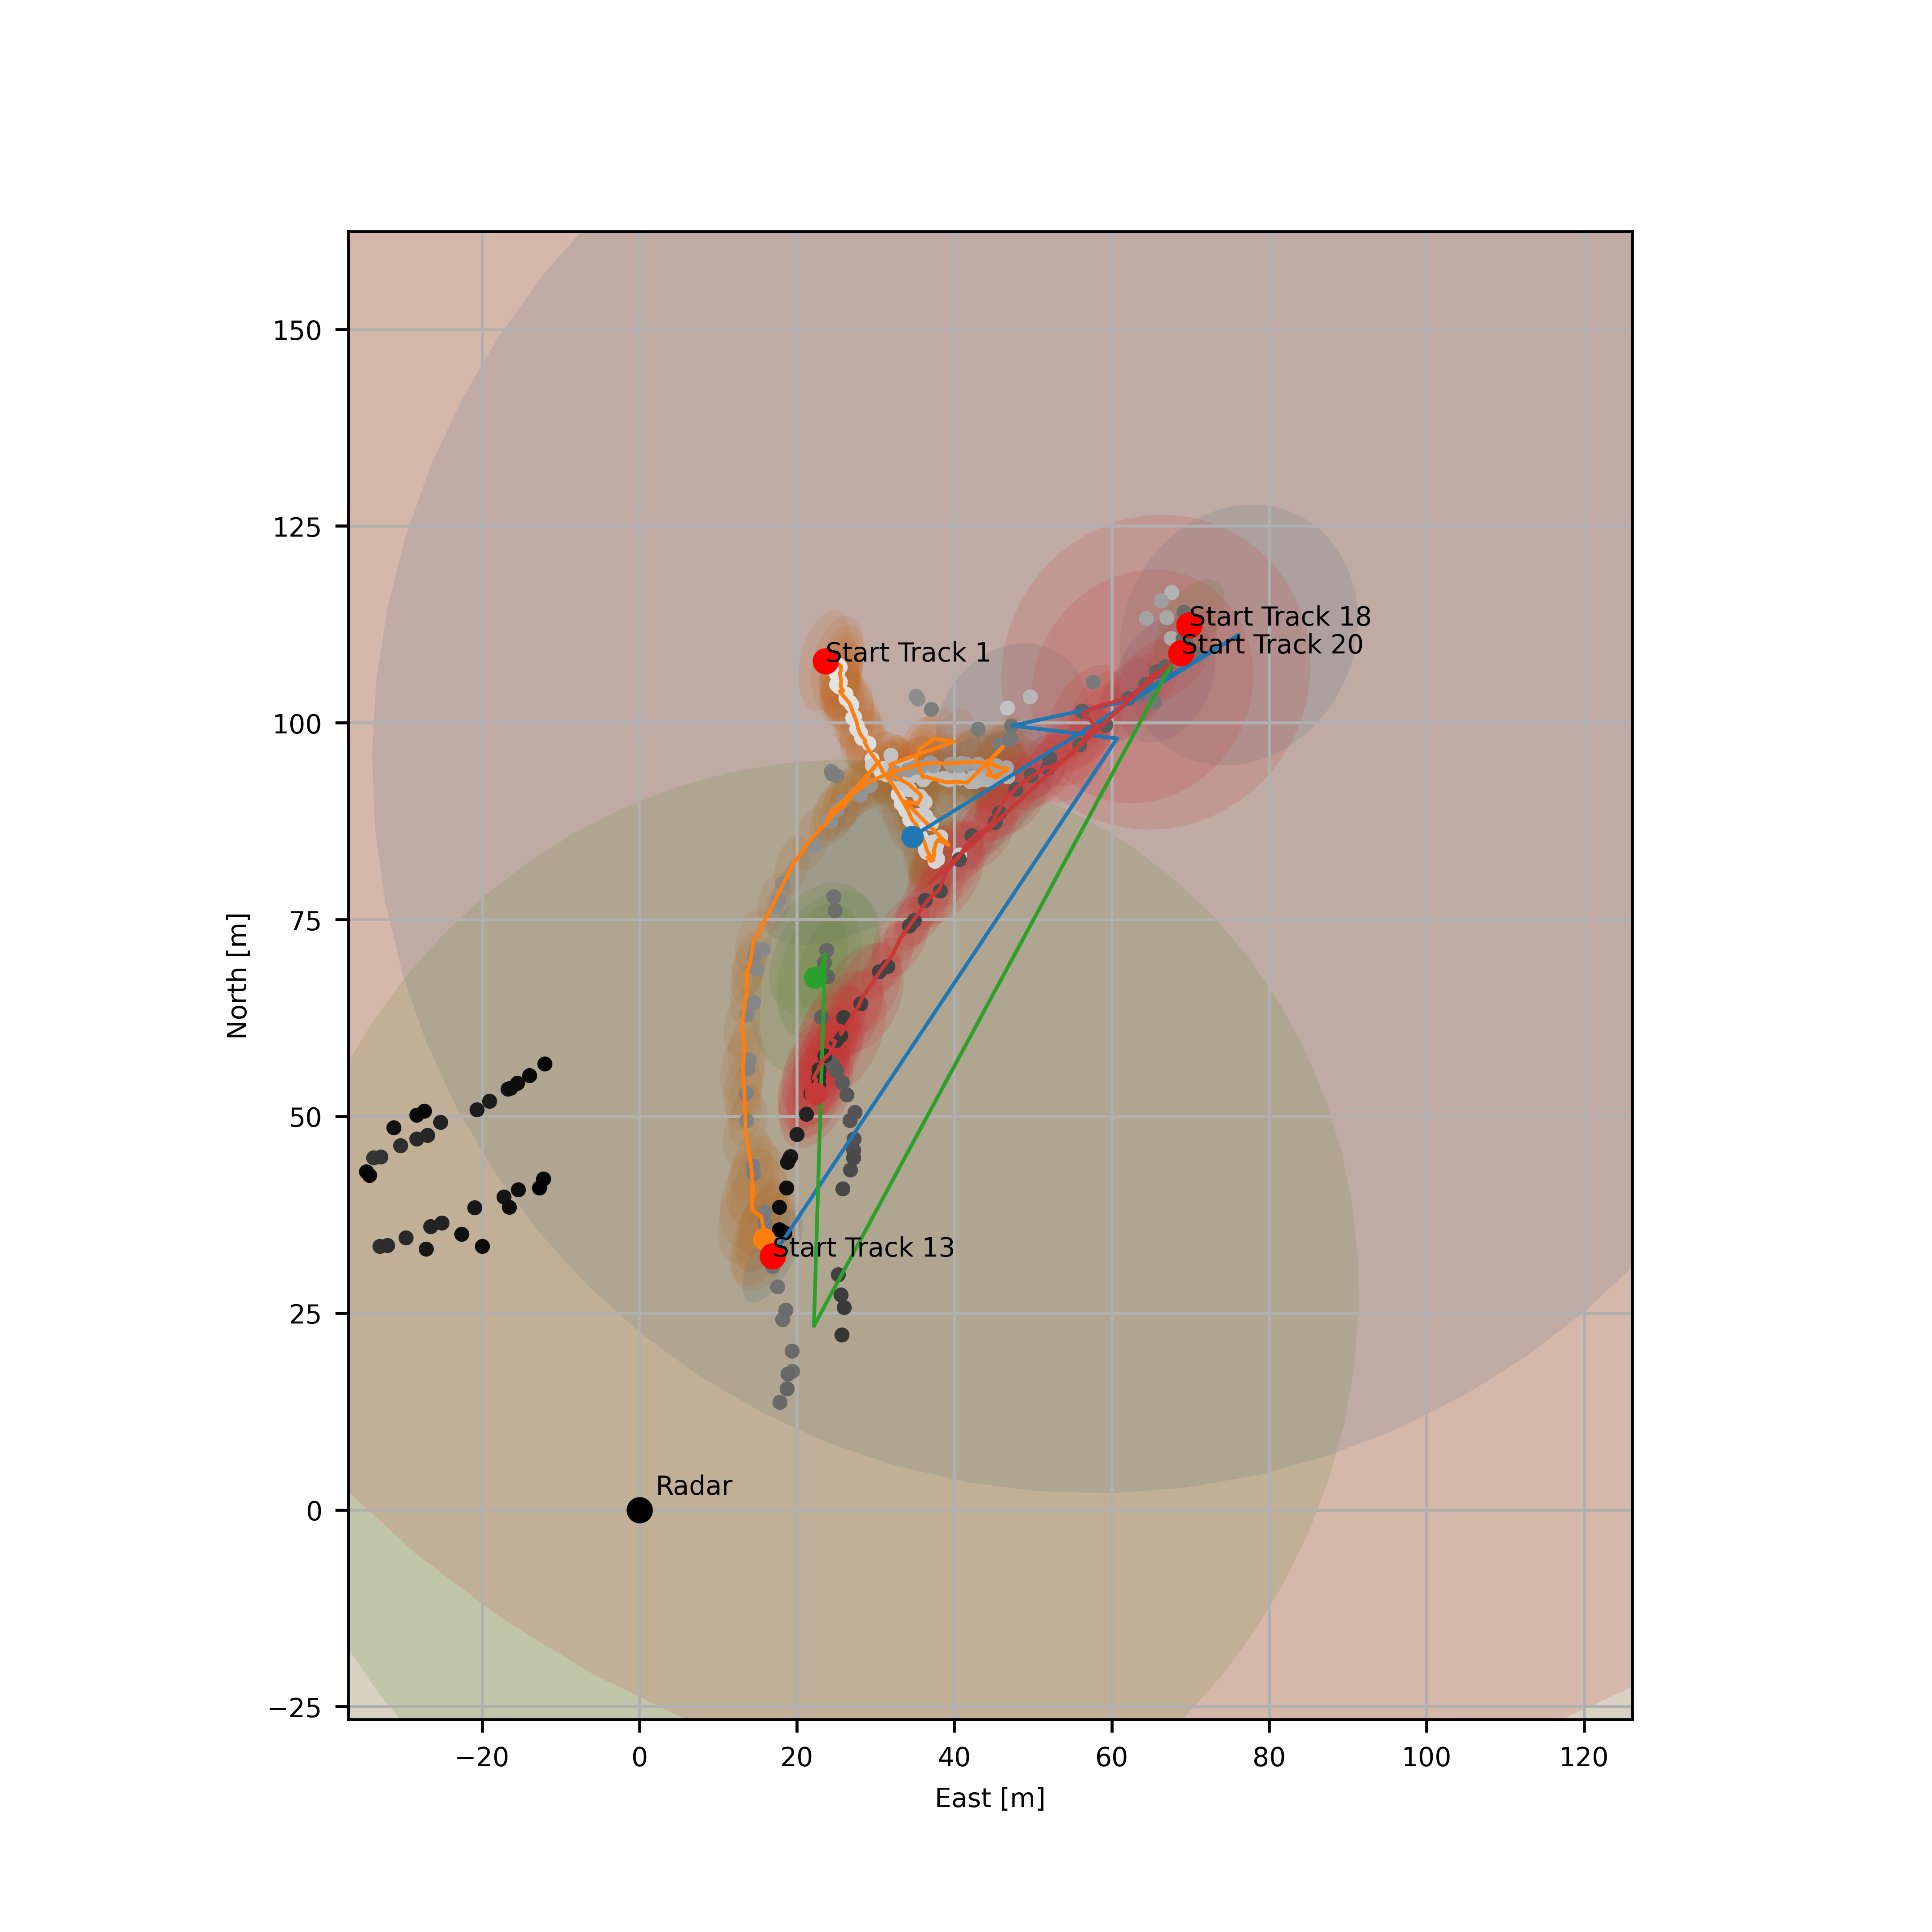 150
125
100
75
50
25
0
−25
North [m]
Start Track 18
Start Track 20
Start Track 1
Start Track 13
Radar
−20 0 20 40 60 80 100 120
East [m]